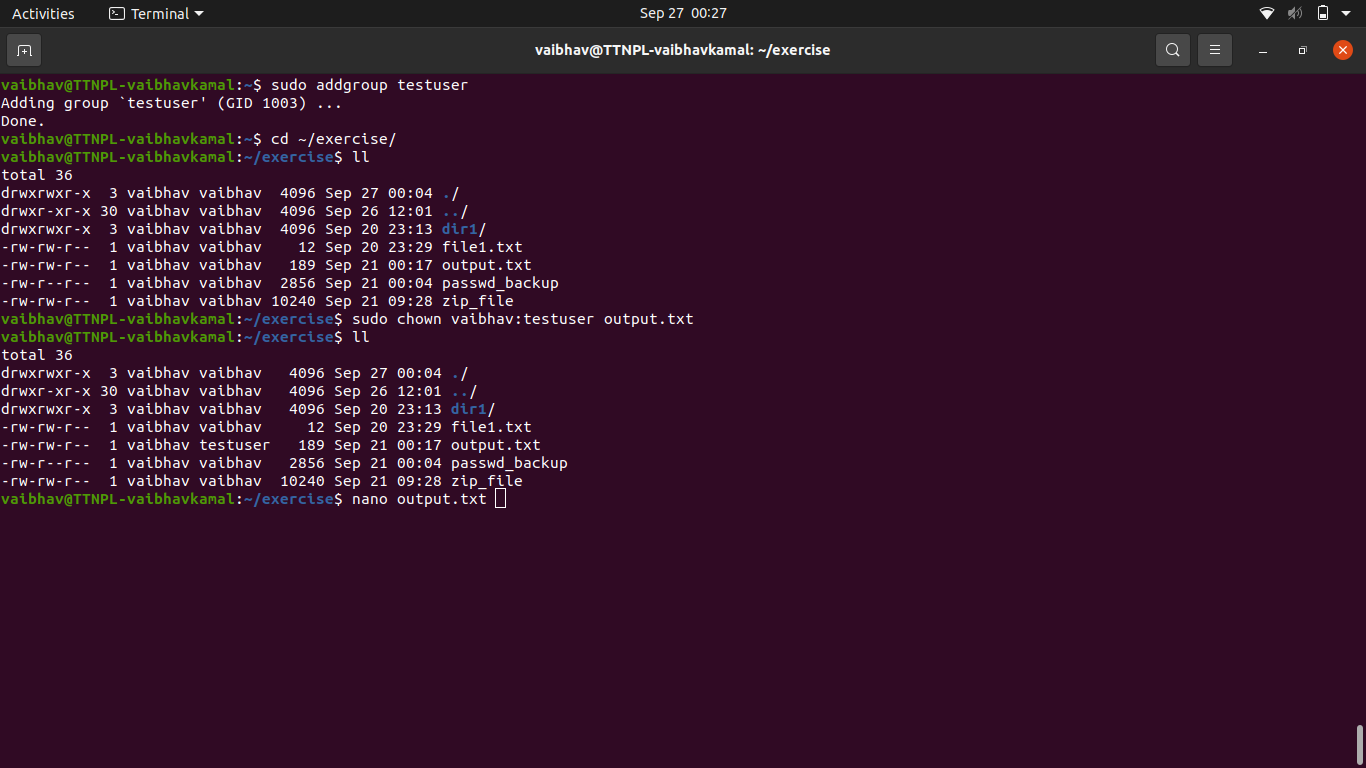 Activities Terminal Sep 27 00:27
vaibhav@TTNPL-vaibhavkamal: ~/exercise
vaibhav@TTNPL-vaibhavkamal:~$ sudo addgroup testuser
Adding group `testuser' (GID 1003) ...
Done.
vaibhav@TTNPL-vaibhavkamal:~$ cd ~/exercise/
vaibhav@TTNPL-vaibhavkamal:~/exercise$ ll
total 36
drwxrwxr-x  3 vaibhav vaibhav  4096 Sep 27 00:04 ./
drwxr-xr-x 30 vaibhav vaibhav  4096 Sep 26 12:01 ../
drwxrwxr-x  3 vaibhav vaibhav  4096 Sep 20 23:13 dir1/
-rw-rw-r--  1 vaibhav vaibhav    12 Sep 20 23:29 file1.txt
-rw-rw-r--  1 vaibhav vaibhav   189 Sep 21 00:17 output.txt
-rw-r--r--  1 vaibhav vaibhav  2856 Sep 21 00:04 passwd_backup
-rw-rw-r--  1 vaibhav vaibhav 10240 Sep 21 09:28 zip_file
vaibhav@TTNPL-vaibhavkamal:~/exercise$ sudo chown vaibhav:testuser output.txt
vaibhav@TTNPL-vaibhavkamal:~/exercise$ ll
total 36
drwxrwxr-x  3 vaibhav vaibhav   4096 Sep 27 00:04 ./
drwxr-xr-x 30 vaibhav vaibhav   4096 Sep 26 12:01 ../
drwxrwxr-x  3 vaibhav vaibhav   4096 Sep 20 23:13 dir1/
-rw-rw-r--  1 vaibhav vaibhav     12 Sep 20 23:29 file1.txt
-rw-rw-r--  1 vaibhav testuser   189 Sep 21 00:17 output.txt
-rw-r--r--  1 vaibhav vaibhav   2856 Sep 21 00:04 passwd_backup
-rw-rw-r--  1 vaibhav vaibhav  10240 Sep 21 09:28 zip_file
vaibhav@TTNPL-vaibhavkamal:~/exercise$ nano output.txt